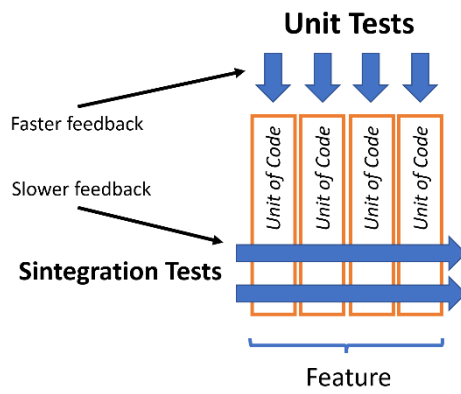 Unit Tests
Faster feedback
Slower feedback
Unit of Code
Unit of Code
Unit of Code
Unit of Code
Sintegration Tests
Feature